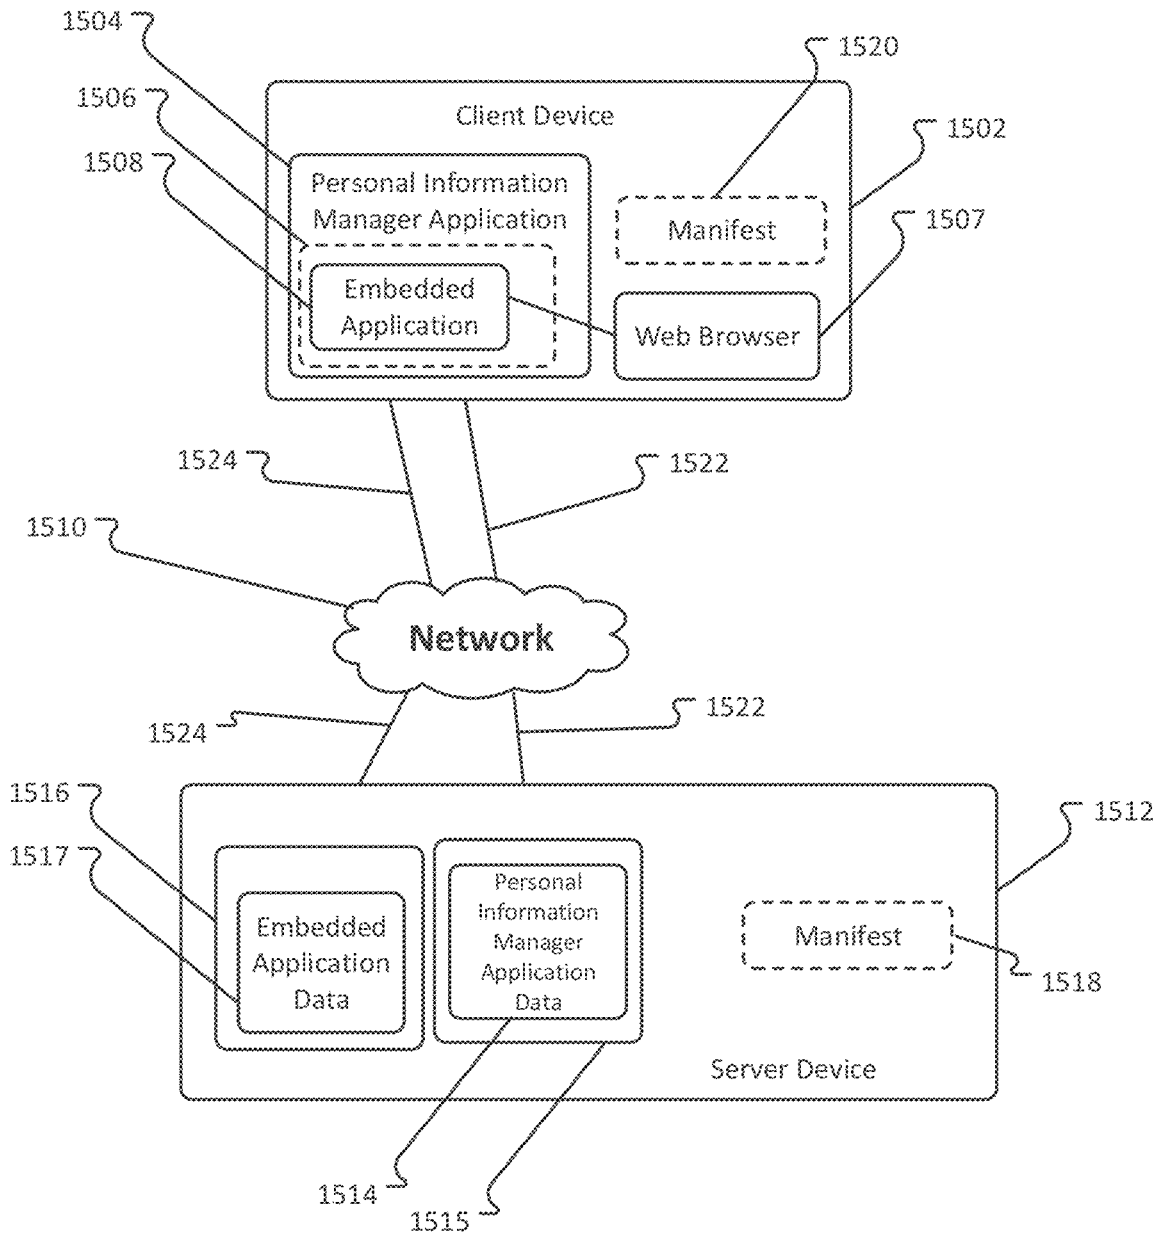 1504
1520
1506
Client Device
1502
1508
Personal Information
Manager Application
Manifest
1507
Embedded
Application
Web Browser
1524
1522
1510
Network
1524
1522
1516
1512
1517
Embedded
Application
Data
Personal
Information
Manager
Application
Data
Manifest
1518
Server Device
1514
1515